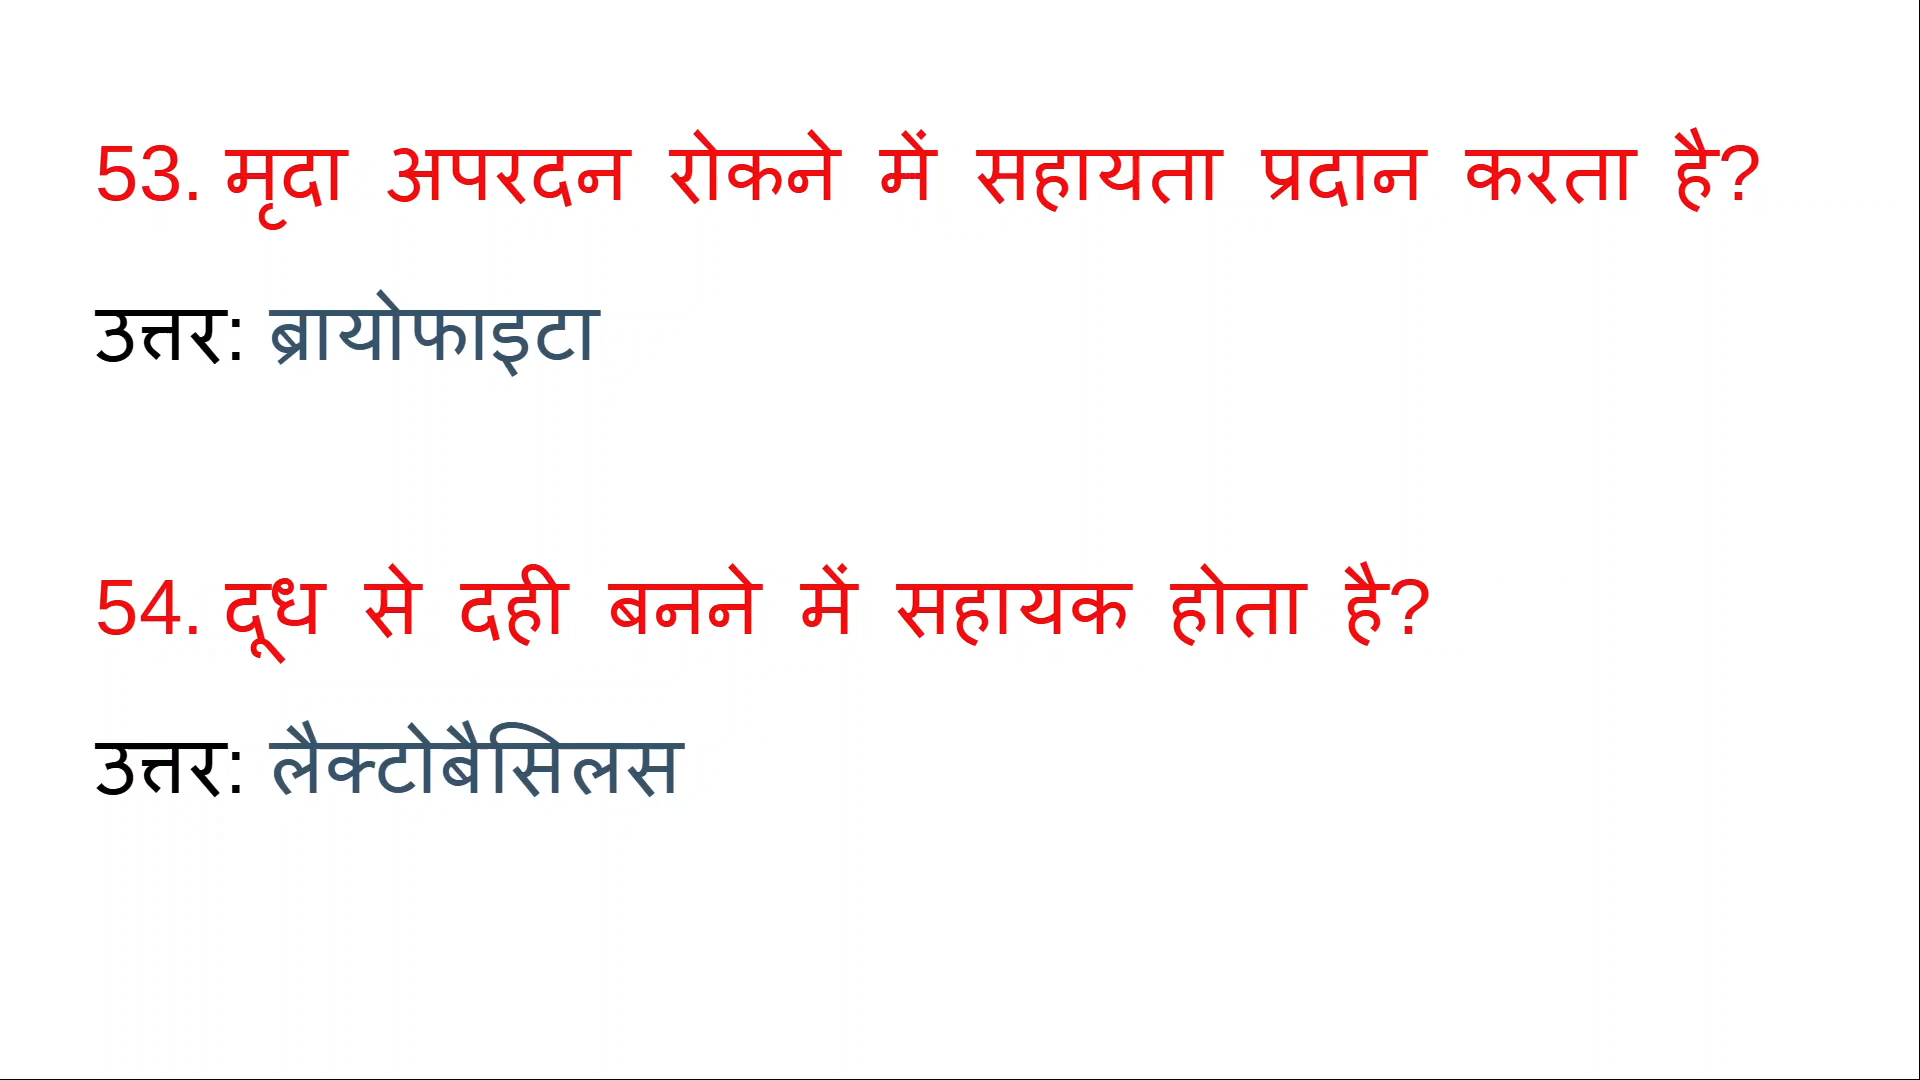 53. मृदा अपरदन रोकने में सहायता प्रदान करता है?
उत्तर: ब्रायोफाइटा
54. दूध से दही बनने में सहायक होता है?
उत्तर: लैक्टोबैसिलस